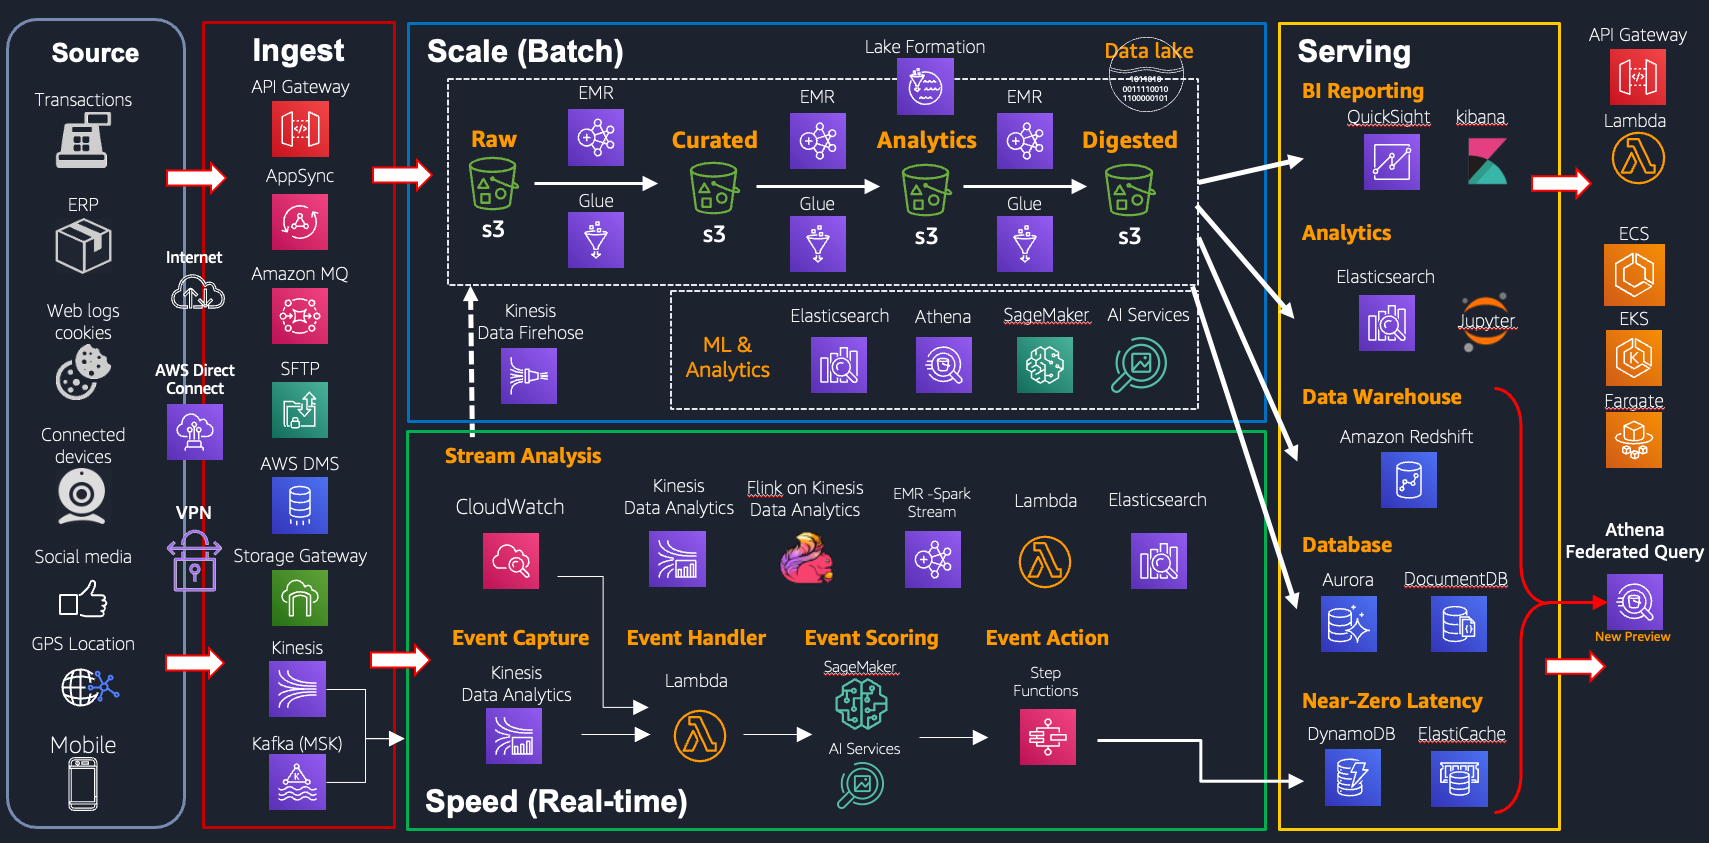 Source
Transactions
ERP
Web logs
cookies
Connected
devices
Social media
GPS Location
Mobile
Internet
AWS Direct
Connect
VPN
Ingest
API Gateway
AppSync
Amazon MQ
SFTP
AWS DMS
Storage Gateway
Kinesis
Kafka (MSK)
K
Scale (Batch)
Lake Formation
Data lake
1011010
0011110010
1100000101
Raw
s3
EMR
Glue
Curated
s3
EMR
Glue
Analytics
s3
EMR
Glue
Digested
s3
Kinesis
Data Firehose
ML &
Analytics
Elasticsearch
Athena
SageMaker
AI Services
Stream Analysis
CloudWatch
Kinesis
Data Analytics
Flink on Kinesis
Data Analytics
EMR -Spark
Stream
Lambda
Elasticsearch
Event Capture
Kinesis
Data Analytics
Event Handler
Lambda
Event Scoring
SageMaker
AI Services
Event Action
Step
Functions
Speed (Real-time)
Serving
BI Reporting
QuickSight
kibana
Analytics
Elasticsearch
Jupyter
Data Warehouse
Amazon Redshift
Database
Aurora
DocumentDB
Near-Zero Latency
DynamoDB
ElastiCache
API Gateway
Lambda
ECS
EKS
K
Fargate
Athena
Federated Query
New Preview